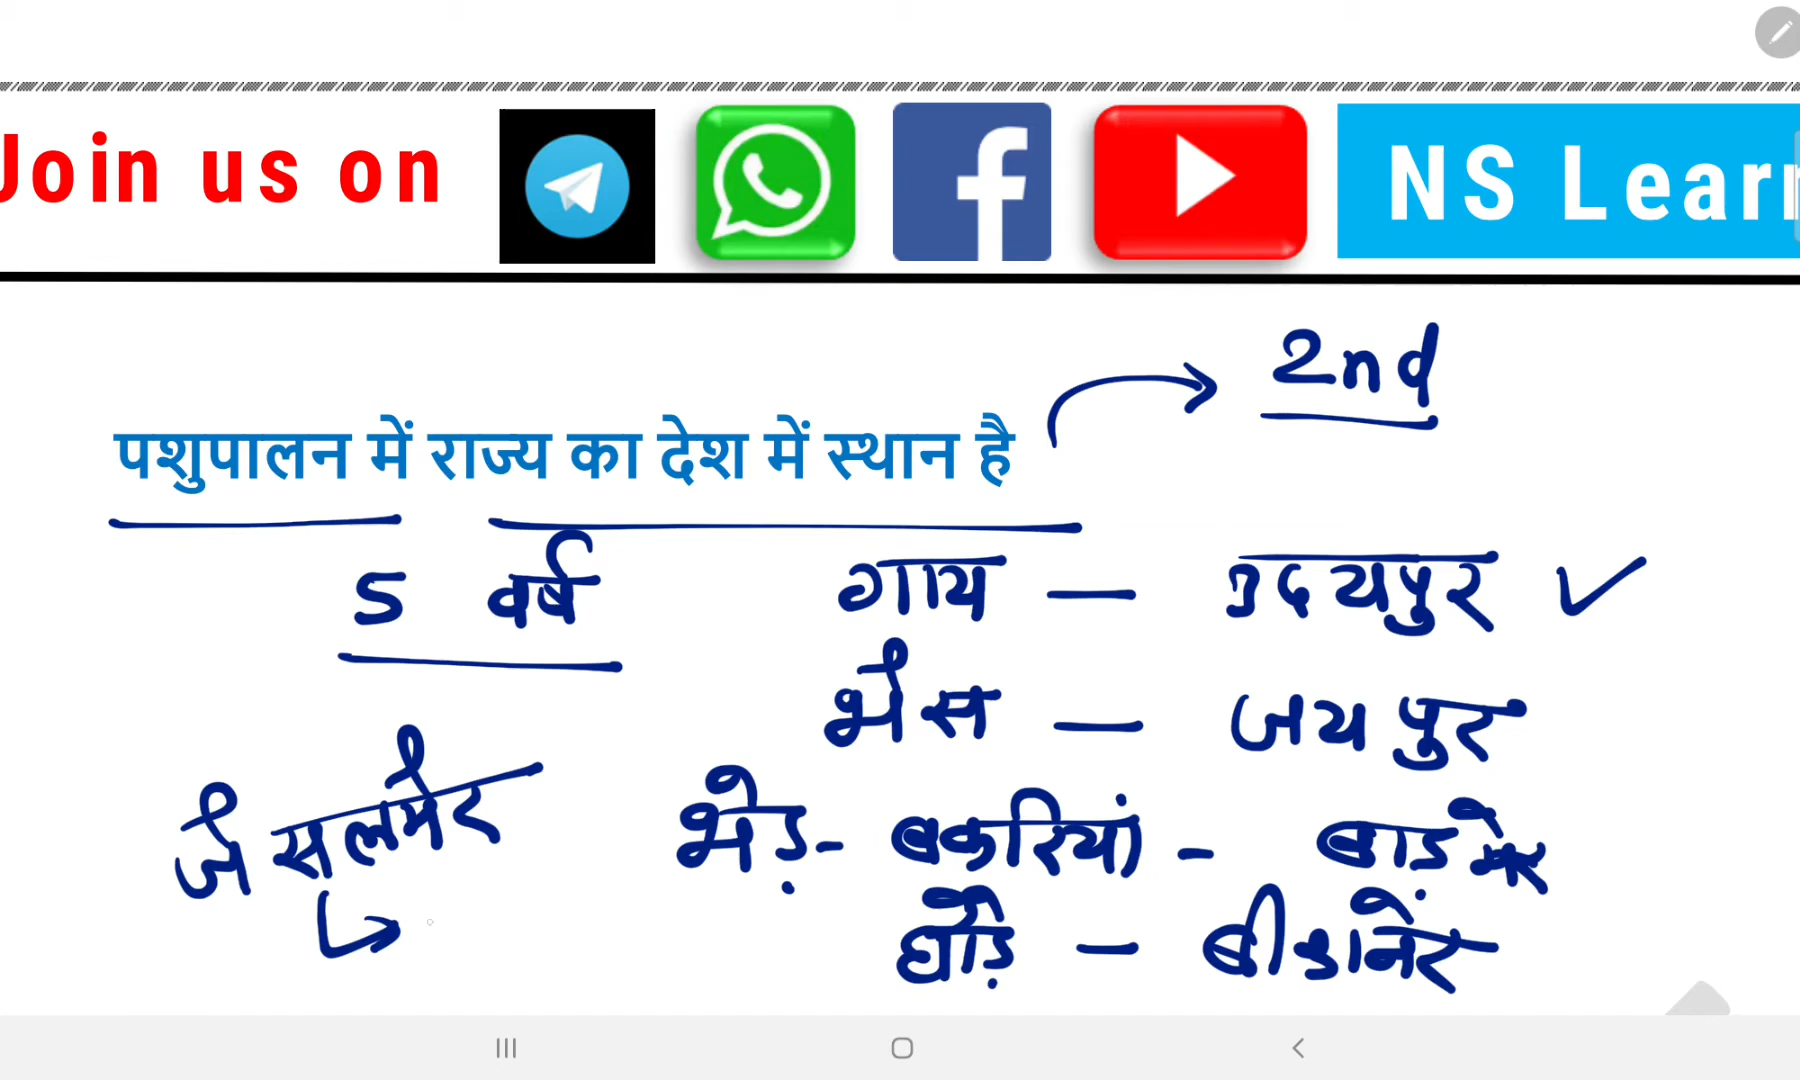 Join us on NS Learn
2nd
पशुपालन में राज्य का देश में स्थान है
5 वर्ष गाय — उदयपुर
भैंस — जयपुर
जैसलमेर भेड़ - बकरियां - बाड़मेर
घोड़े — बीकानेर